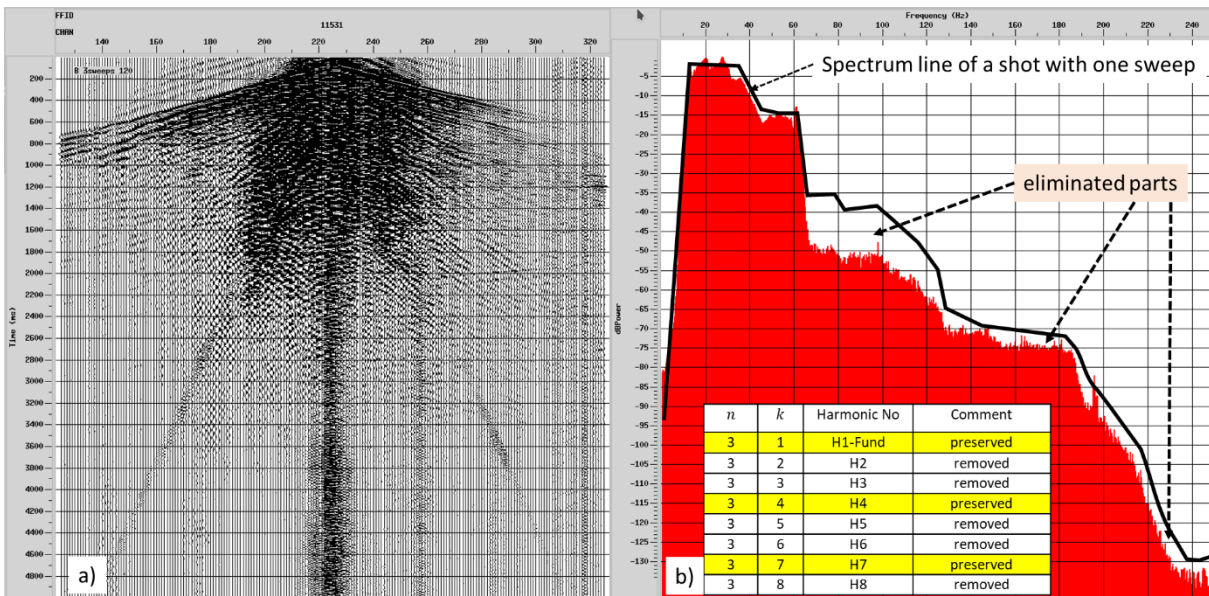 FFID
11531
CHAN
140 160 180 200 220 240 260 280 300 320
8 3sweeps 120
Time (ms)
200
400
600
800
1000
1200
1400
1600
1800
2000
2200
2400
2600
2800
3000
3200
3400
3600
3800
4000
4200
4400
4600
4800
a)
Frequency (Hz)
20 40 60 80 100 120 140 160 180 200 220 240
dBPower
-5
-10
-15
-20
-25
-30
-35
-40
-45
-50
-55
-60
-65
-70
-75
-80
-85
-90
-95
-100
-105
-110
-115
-120
-125
-130
Spectrum line of a shot with one sweep
eliminated parts
n k Harmonic No Comment
3 1 H1-Fund preserved
3 2 H2 removed
3 3 H3 removed
3 4 H4 preserved
3 5 H5 removed
3 6 H6 removed
3 7 H7 preserved
3 8 H8 removed
b)